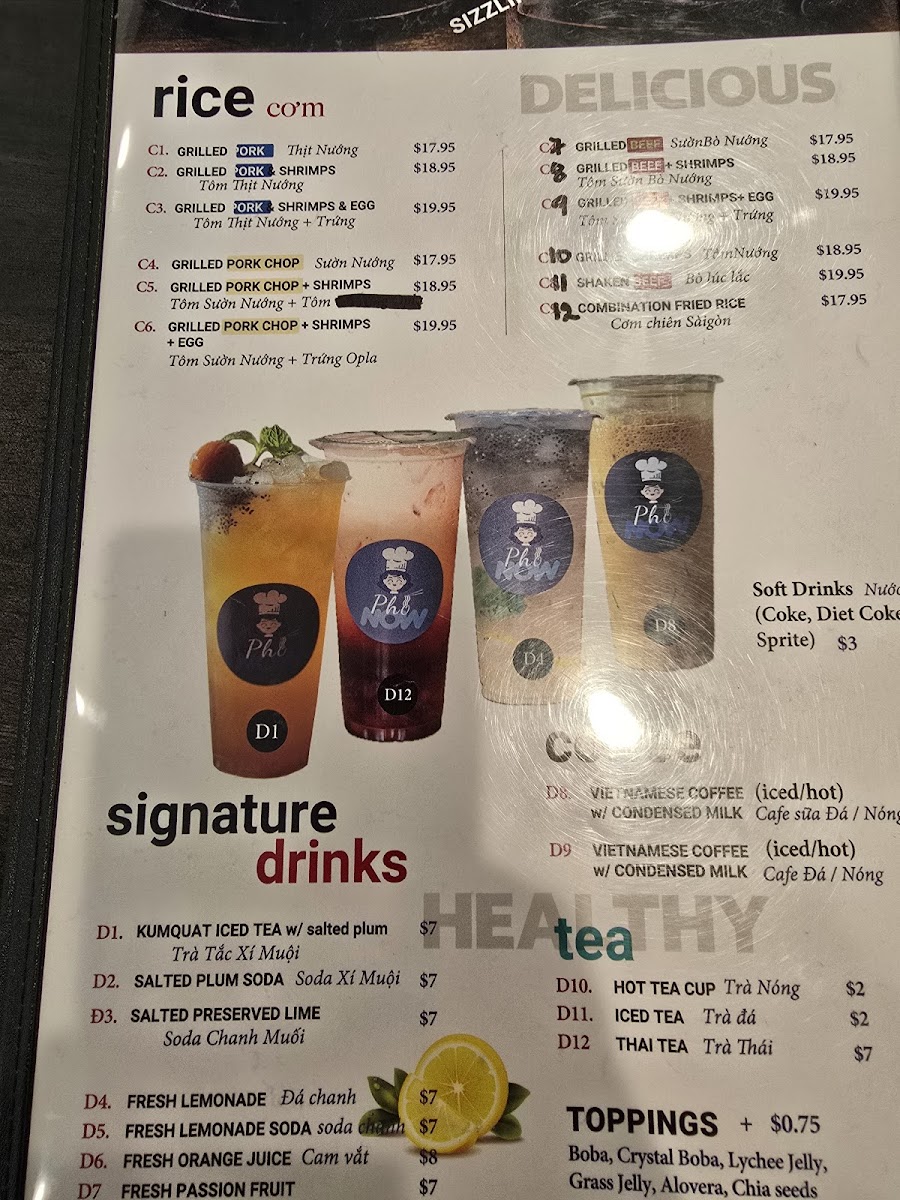 SIZZLI
rice cơm
C1. GRILLED PORK Thịt Nướng $17.95
C2. GRILLED PORK & SHRIMPS $18.95
Tôm Thịt Nướng
C3. GRILLED PORK & SHRIMPS & EGG $19.95
Tôm Thịt Nướng + Trứng
C4. GRILLED PORK CHOP Sườn Nướng $17.95
C5. GRILLED PORK CHOP + SHRIMPS $18.95
Tôm Sườn Nướng + Tôm
C6. GRILLED PORK CHOP + SHRIMPS $19.95
+ EGG
Tôm Sườn Nướng + Trứng Opla
DELICIOUS
C7 GRILLED BEEF SườnBò Nướng $17.95
C8 GRILLED BEEF + SHRIMPS $18.95
Tôm Sườn Bò Nướng
C9 GRILLED + SHRIMPS+ EGG $19.95
Tôm + Trứng
C10 TômNướng $18.95
C11 SHAKEN BEEF Bò lúc lắc $19.95
C12 COMBINATION FRIED RICE $17.95
Cơm chiên Sàigòn
Phở
D1
Phở
NOW
D12
Phở
NOW
D4
Phở
NOW
D8
Soft Drinks Nước
(Coke, Diet Coke
Sprite) $3
coffee
D8. VIETNAMESE COFFEE (iced/hot)
w/ CONDENSED MILK Cafe sữa Đá / Nóng
D9 VIETNAMESE COFFEE (iced/hot)
w/ CONDENSED MILK Cafe Đá / Nóng
signature
drinks
D1. KUMQUAT ICED TEA w/ salted plum $7
Trà Tắc Xí Muội
D2. SALTED PLUM SODA Soda Xí Muội $7
Đ3. SALTED PRESERVED LIME $7
Soda Chanh Muối
D4. FRESH LEMONADE Đá chanh $7
D5. FRESH LEMONADE SODA soda chanh $7
D6. FRESH ORANGE JUICE Cam vắt $8
D7 FRESH PASSION FRUIT $7
HEALTHY
tea
D10. HOT TEA CUP Trà Nóng $2
D11. ICED TEA Trà đá $2
D12 THAI TEA Trà Thái $7
TOPPINGS + $0.75
Boba, Crystal Boba, Lychee Jelly,
Grass Jelly, Alovera, Chia seeds